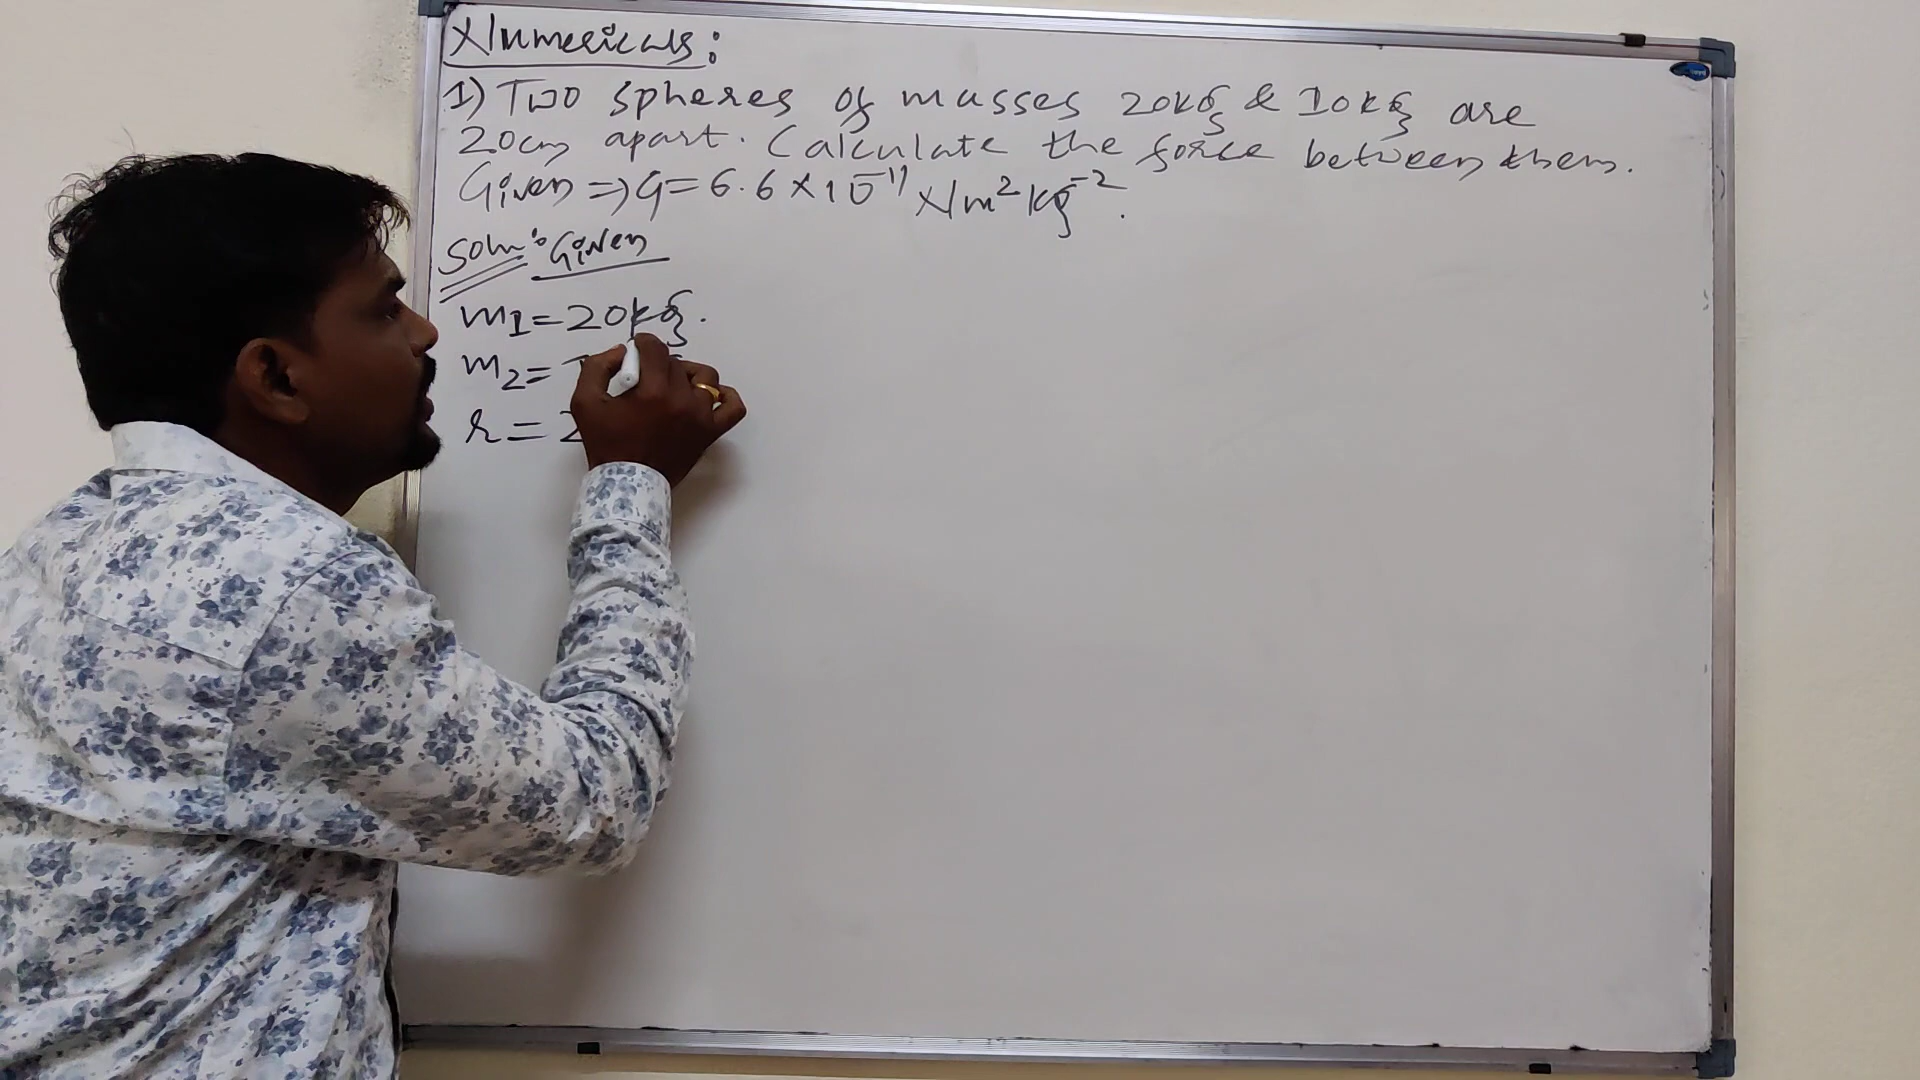 Numericals:
1) Two spheres of masses 20kg & 10kg are
20cm apart. Calculate the force between them.
Given => G = 6.6 × 10⁻¹¹ Nm² kg⁻².
Soln: Given
m₁ = 20kg.
m₂ =
r = 2